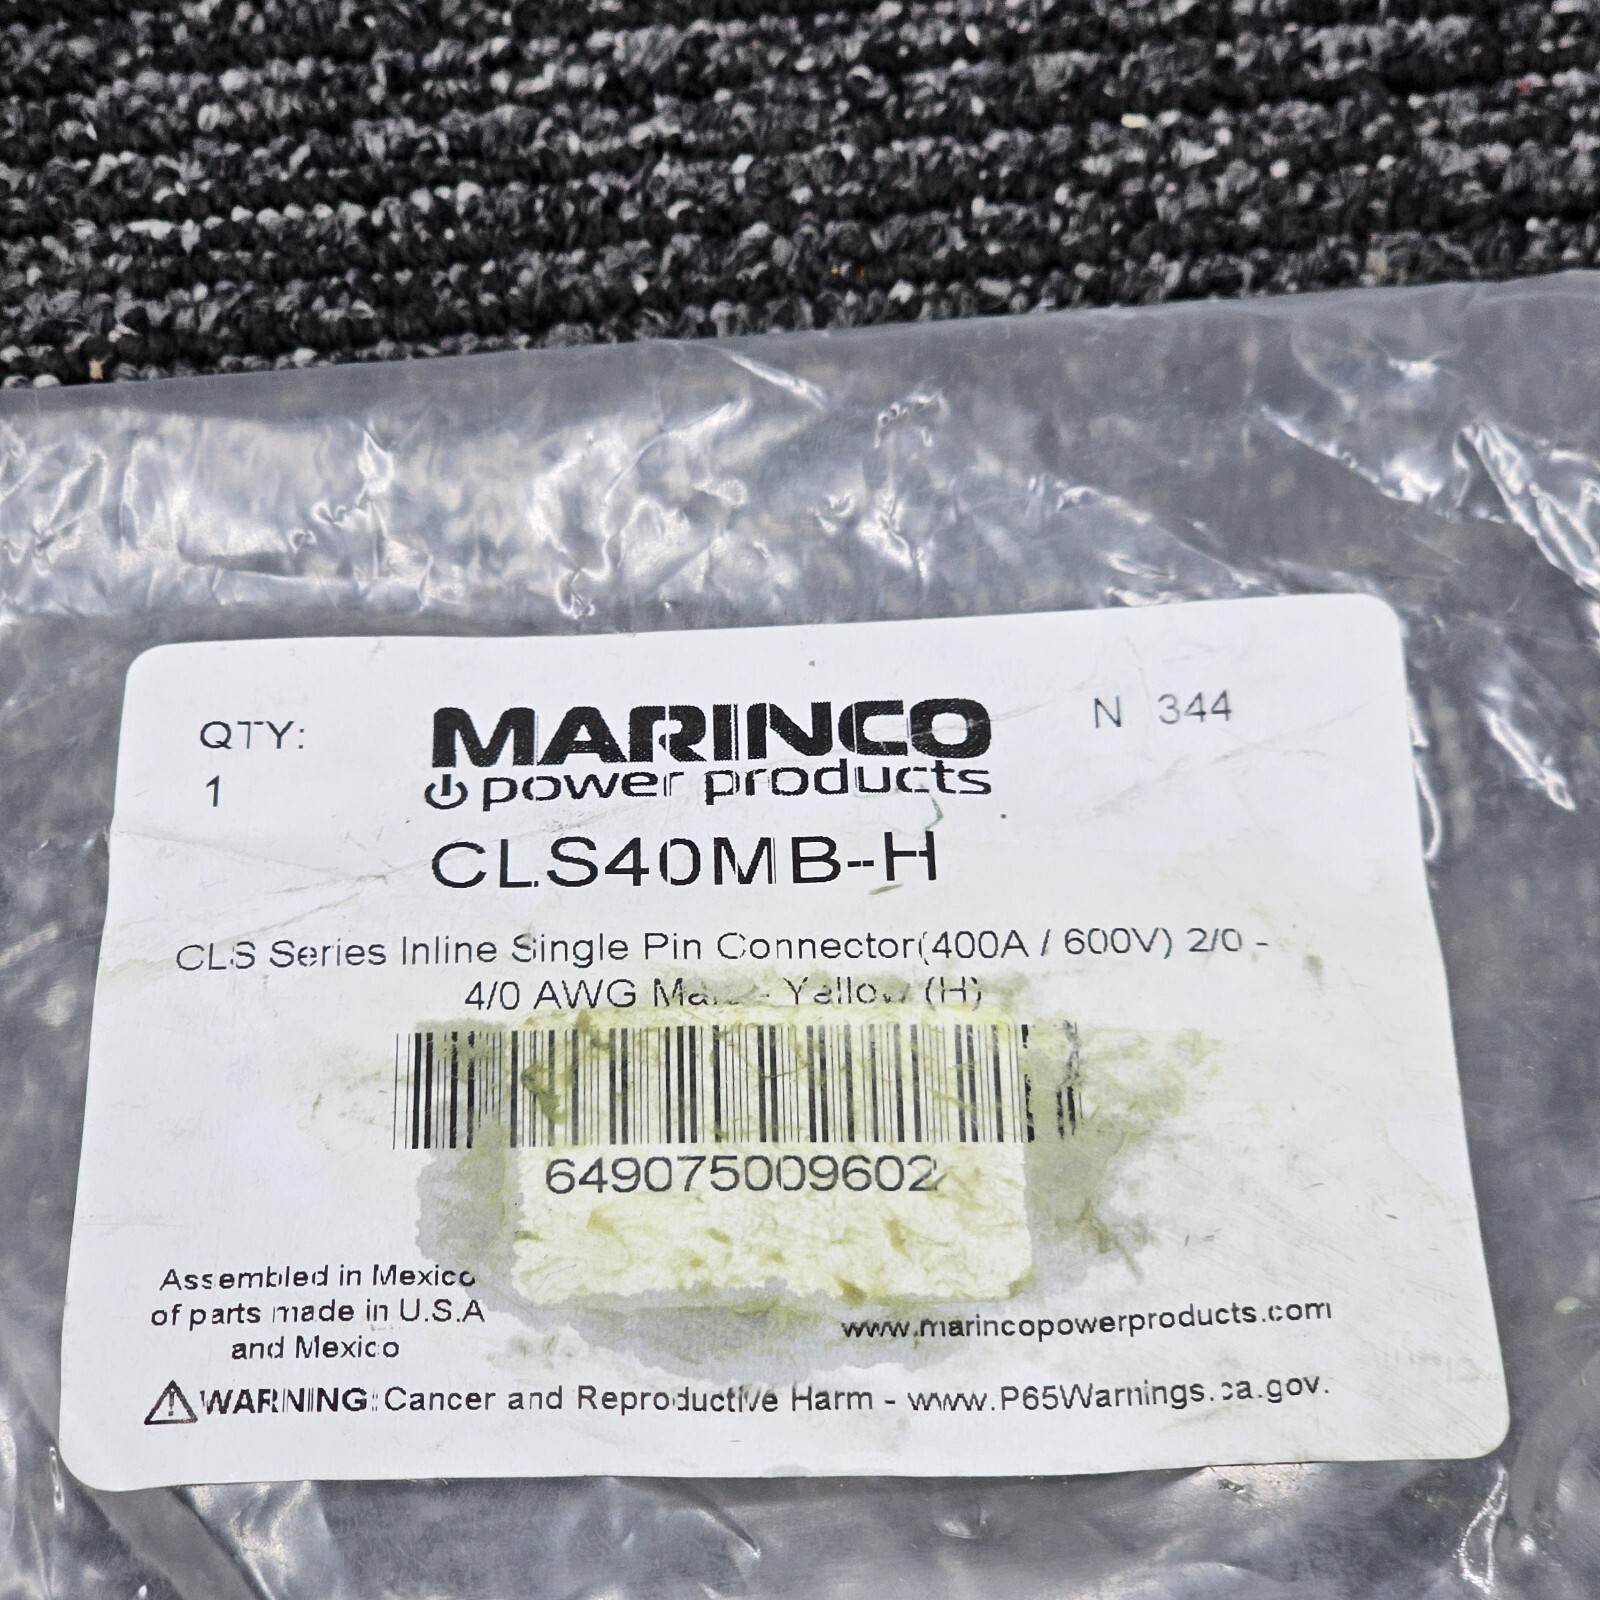 QTY:
1
MARINCO
power products
N 344
CLS40MB-H
CLS Series Inline Single Pin Connector(400A / 600V) 2/0 -
4/0 AWG - Yellow (H)
649075009602
Assembled in Mexico
of parts made in U.S.A
and Mexico
www.marincopowerproducts.com
WARNING: Cancer and Reproductive Harm - www.P65Warnings.ca.gov.